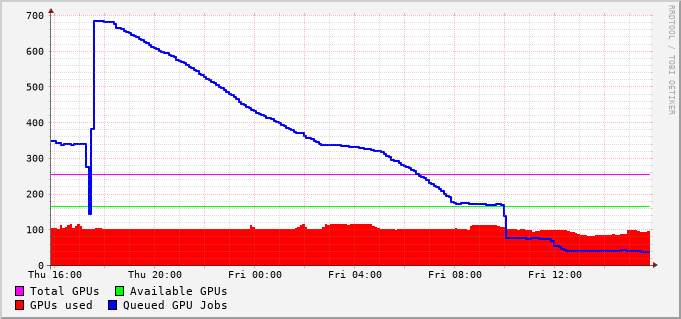 700
600
500
400
300
200
100
0
Thu 16:00 Thu 20:00 Fri 00:00 Fri 04:00 Fri 08:00 Fri 12:00
Total GPUs Available GPUs
GPUs used Queued GPU Jobs
RRDTOOL / TOBI OETIKER